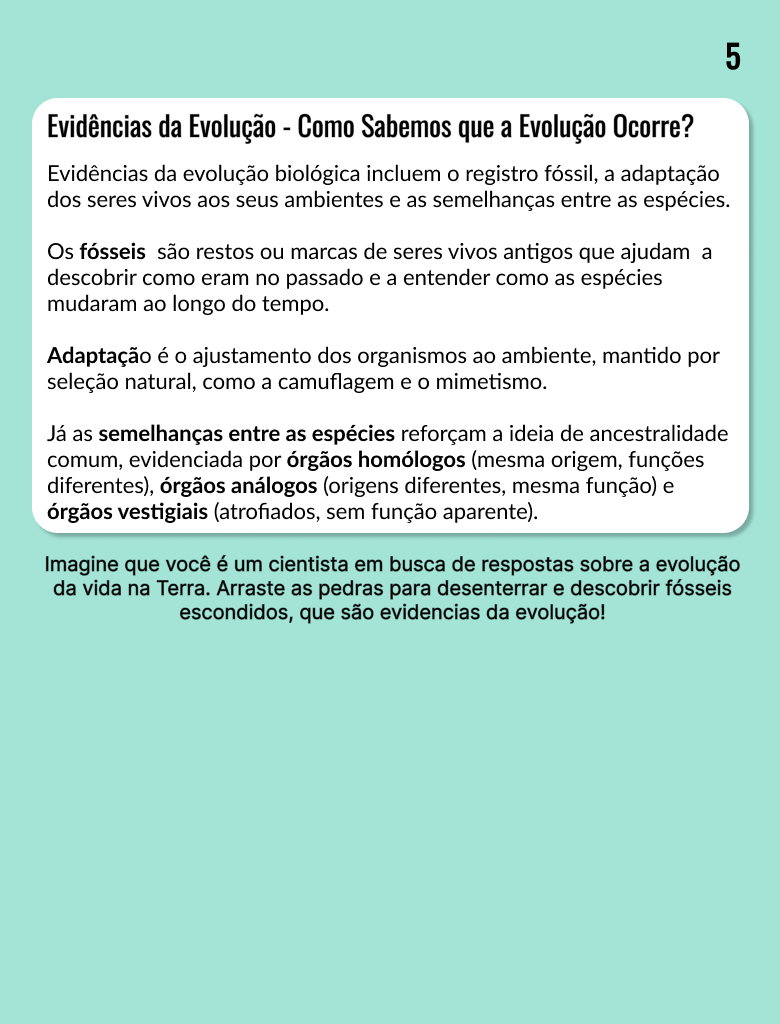 5
Evidências da Evolução - Como Sabemos que a Evolução Ocorre?
Evidências da evolução biológica incluem o registro fóssil, a adaptação
dos seres vivos aos seus ambientes e as semelhanças entre as espécies.
Os fósseis são restos ou marcas de seres vivos antigos que ajudam a
descobrir como eram no passado e a entender como as espécies
mudaram ao longo do tempo.
Adaptação é o ajustamento dos organismos ao ambiente, mantido por
seleção natural, como a camuflagem e o mimetismo.
Já as semelhanças entre as espécies reforçam a ideia de ancestralidade
comum, evidenciada por órgãos homólogos (mesma origem, funções
diferentes), órgãos análogos (origens diferentes, mesma função) e
órgãos vestigiais (atrofiados, sem função aparente).
Imagine que você é um cientista em busca de respostas sobre a evolução
da vida na Terra. Arraste as pedras para desenterrar e descobrir fósseis
escondidos, que são evidencias da evolução!